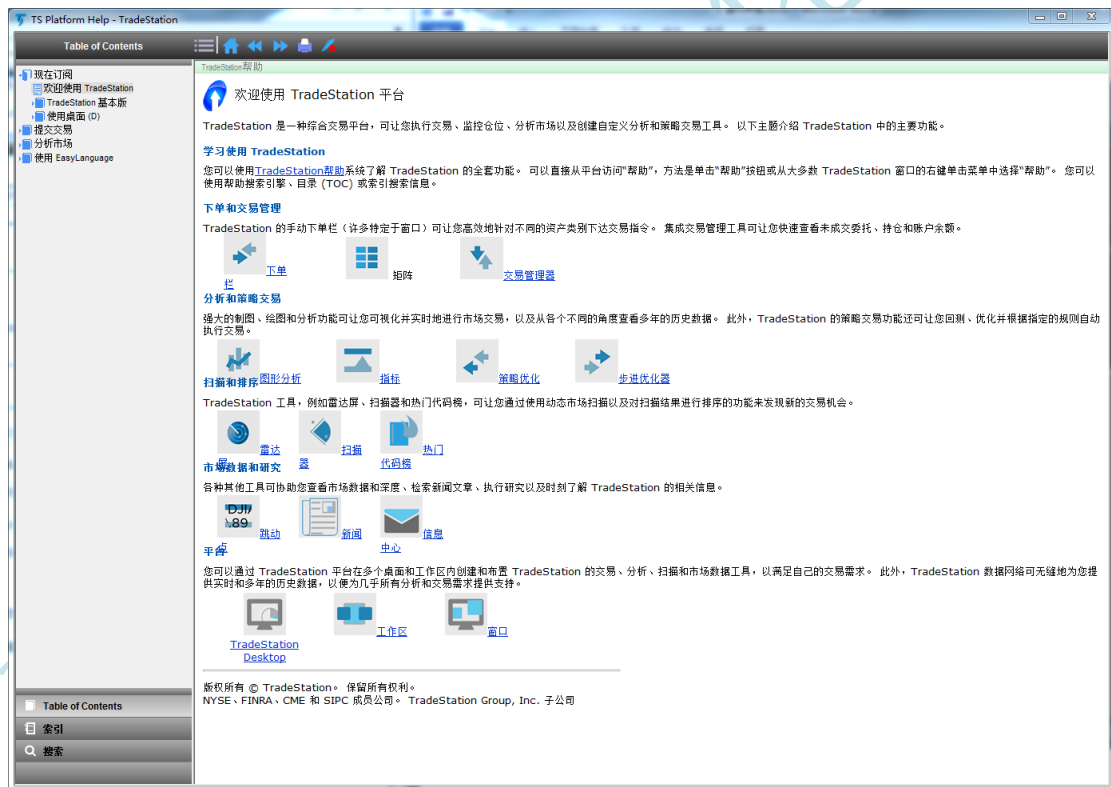 TS Platform Help - TradeStation
Table of Contents
现在订阅
欢迎使用 TradeStation
TradeStation 基本版
使用桌面 (D)
提交交易
分析市场
使用 EasyLanguage
TradeStation帮助
欢迎使用 TradeStation 平台
TradeStation 是一种综合交易平台，可让您执行交易、监控仓位、分析市场以及创建自定义分析和策略交易工具。 以下主题介绍 TradeStation 中的主要功能。
学习使用 TradeStation
您可以使用TradeStation帮助系统了解 TradeStation 的全套功能。 可以直接从平台访问“帮助”，方法是单击“帮助”按钮或从大多数 TradeStation 窗口的右键单击菜单中选择“帮助”。 您可以
使用帮助搜索引擎、目录 (TOC) 或索引搜索信息。
下单和交易管理
TradeStation 的手动下单栏（许多特定于窗口）可让您高效地针对不同的资产类别下达交易指令。 集成交易管理工具可让您快速查看未成交委托、持仓和账户余额。
下单 矩阵 交易管理器
栏
分析和策略交易
强大的制图、绘图和分析功能可让您可视化并实时地进行市场交易，以及从各个不同的角度查看多年的历史数据。 此外，TradeStation 的策略交易功能还可让您回测、优化并根据指定的规则自动
执行交易。
图形分析 指标 策略优化 步进优化器
扫描和排序
TradeStation 工具，例如雷达屏、扫描器和热门代码榜，可让您通过使用动态市场扫描以及对扫描结果进行排序的功能来发现新的交易机会。
雷达 扫描 热门
屏 器 代码榜
市场数据和研究
各种其他工具可协助您查看市场数据和深度、检索新闻文章、执行研究以及时刻了解 TradeStation 的相关信息。
跳动 新闻 信息
点 中心
平台
您可以通过 TradeStation 平台在多个桌面和工作区内创建和布置 TradeStation 的交易、分析、扫描和市场数据工具，以满足自己的交易需求。 此外，TradeStation 数据网络可无缝地为您提
供实时和多年的历史数据，以便为几乎所有分析和交易需求提供支持。
TradeStation 工作区 窗口
Desktop
版权所有 © TradeStation。 保留所有权利。
NYSE、FINRA、CME 和 SIPC 成员公司。 TradeStation Group, Inc. 子公司
Table of Contents
索引
搜索